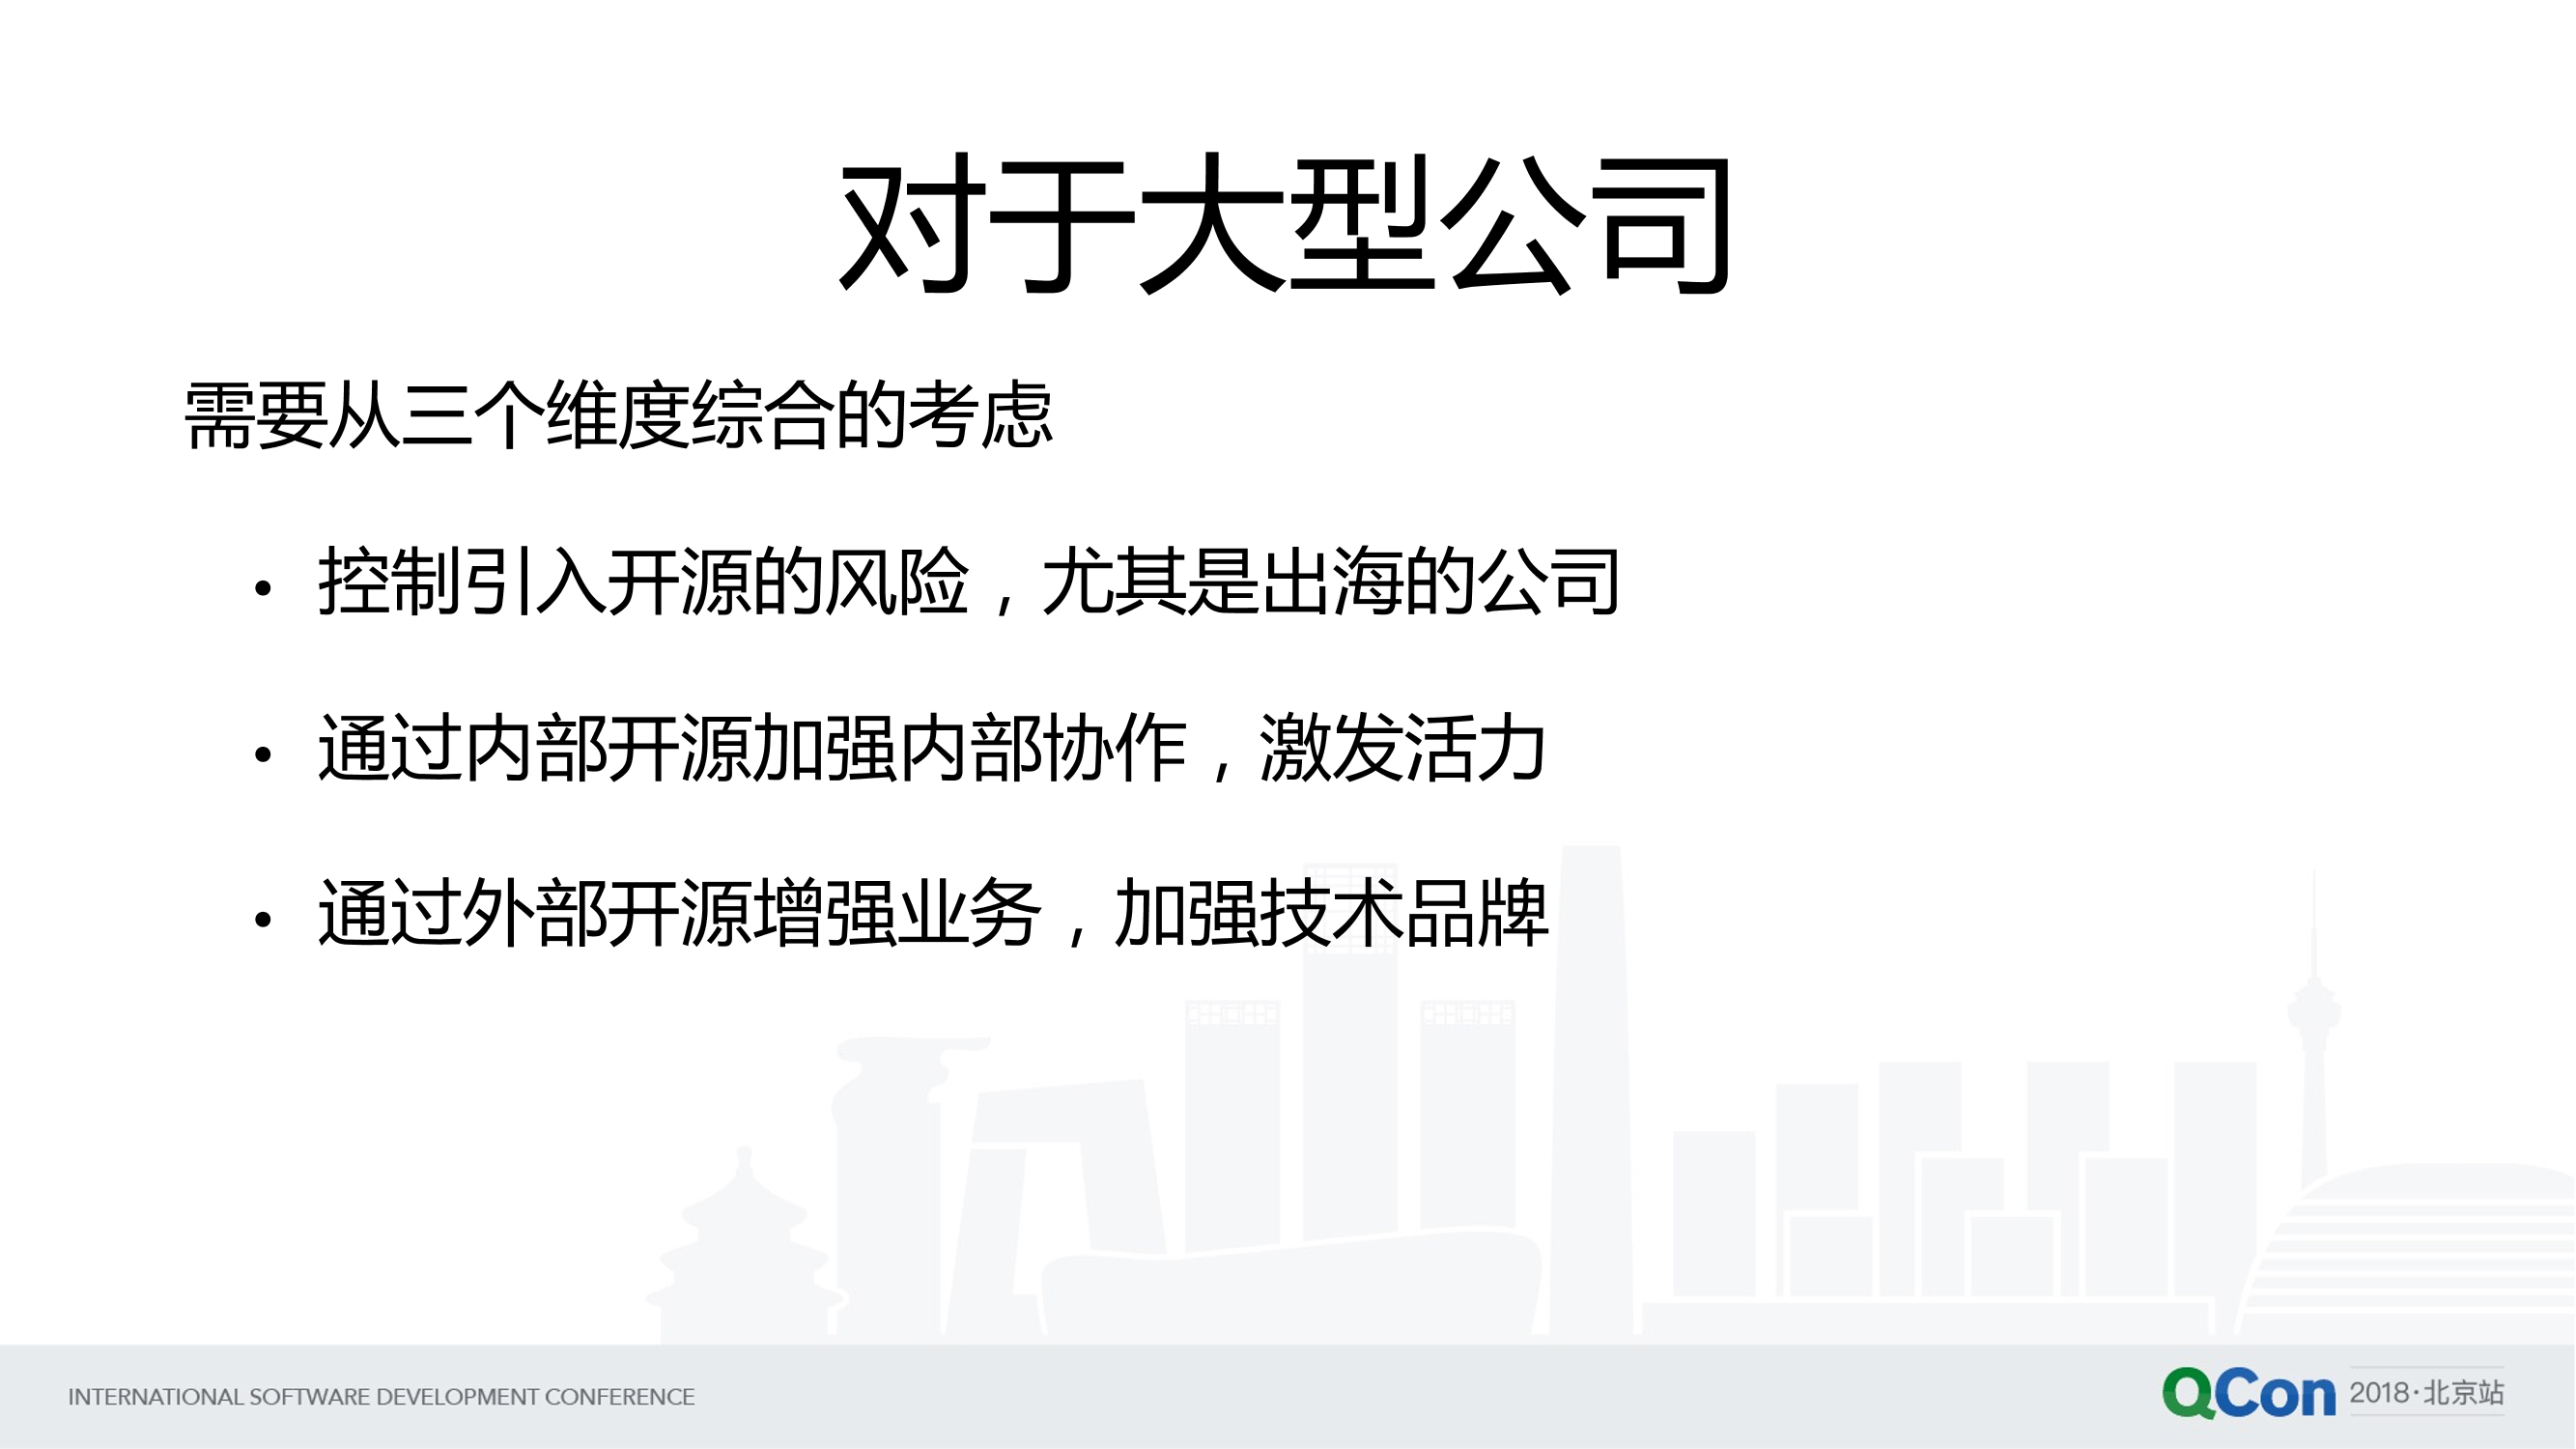 对于大型公司
需要从三个维度综合的考虑
• 控制引入开源的风险，尤其是出海的公司
• 通过内部开源加强内部协作，激发活力
• 通过外部开源增强业务，加强技术品牌
INTERNATIONAL SOFTWARE DEVELOPMENT CONFERENCE
QCon 2018·北京站